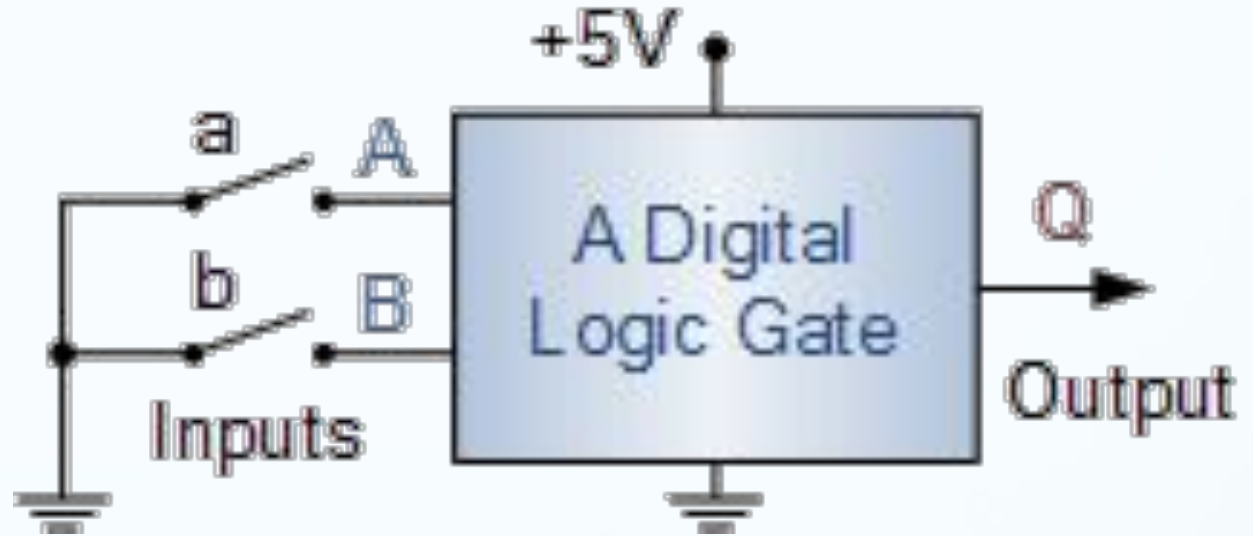 +5V
a
A
b
B
Inputs
A Digital
Logic Gate
Q
Output